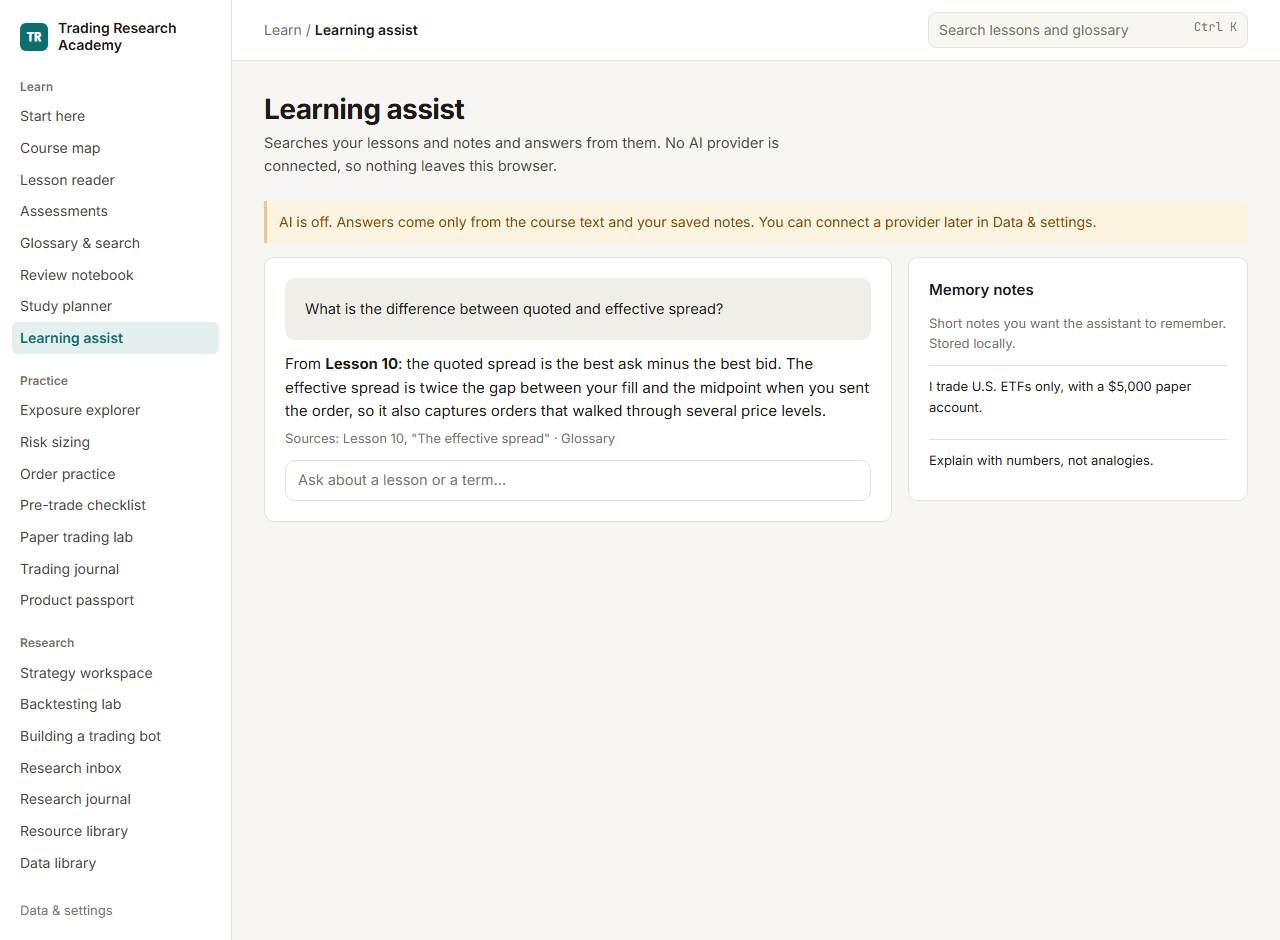 TR
Trading Research
Academy
Learn
Start here
Course map
Lesson reader
Assessments
Glossary & search
Review notebook
Study planner
Learning assist
Practice
Exposure explorer
Risk sizing
Order practice
Pre-trade checklist
Paper trading lab
Trading journal
Product passport
Research
Strategy workspace
Backtesting lab
Building a trading bot
Research inbox
Research journal
Resource library
Data library
Data & settings
Learn / Learning assist
Search lessons and glossary Ctrl K
Learning assist
Searches your lessons and notes and answers from them. No AI provider is
connected, so nothing leaves this browser.
AI is off. Answers come only from the course text and your saved notes. You can connect a provider later in Data & settings.
What is the difference between quoted and effective spread?
From Lesson 10: the quoted spread is the best ask minus the best bid. The
effective spread is twice the gap between your fill and the midpoint when you sent
the order, so it also captures orders that walked through several price levels.
Sources: Lesson 10, "The effective spread" · Glossary
Ask about a lesson or a term...
Memory notes
Short notes you want the assistant to remember.
Stored locally.
I trade U.S. ETFs only, with a $5,000 paper
account.
Explain with numbers, not analogies.